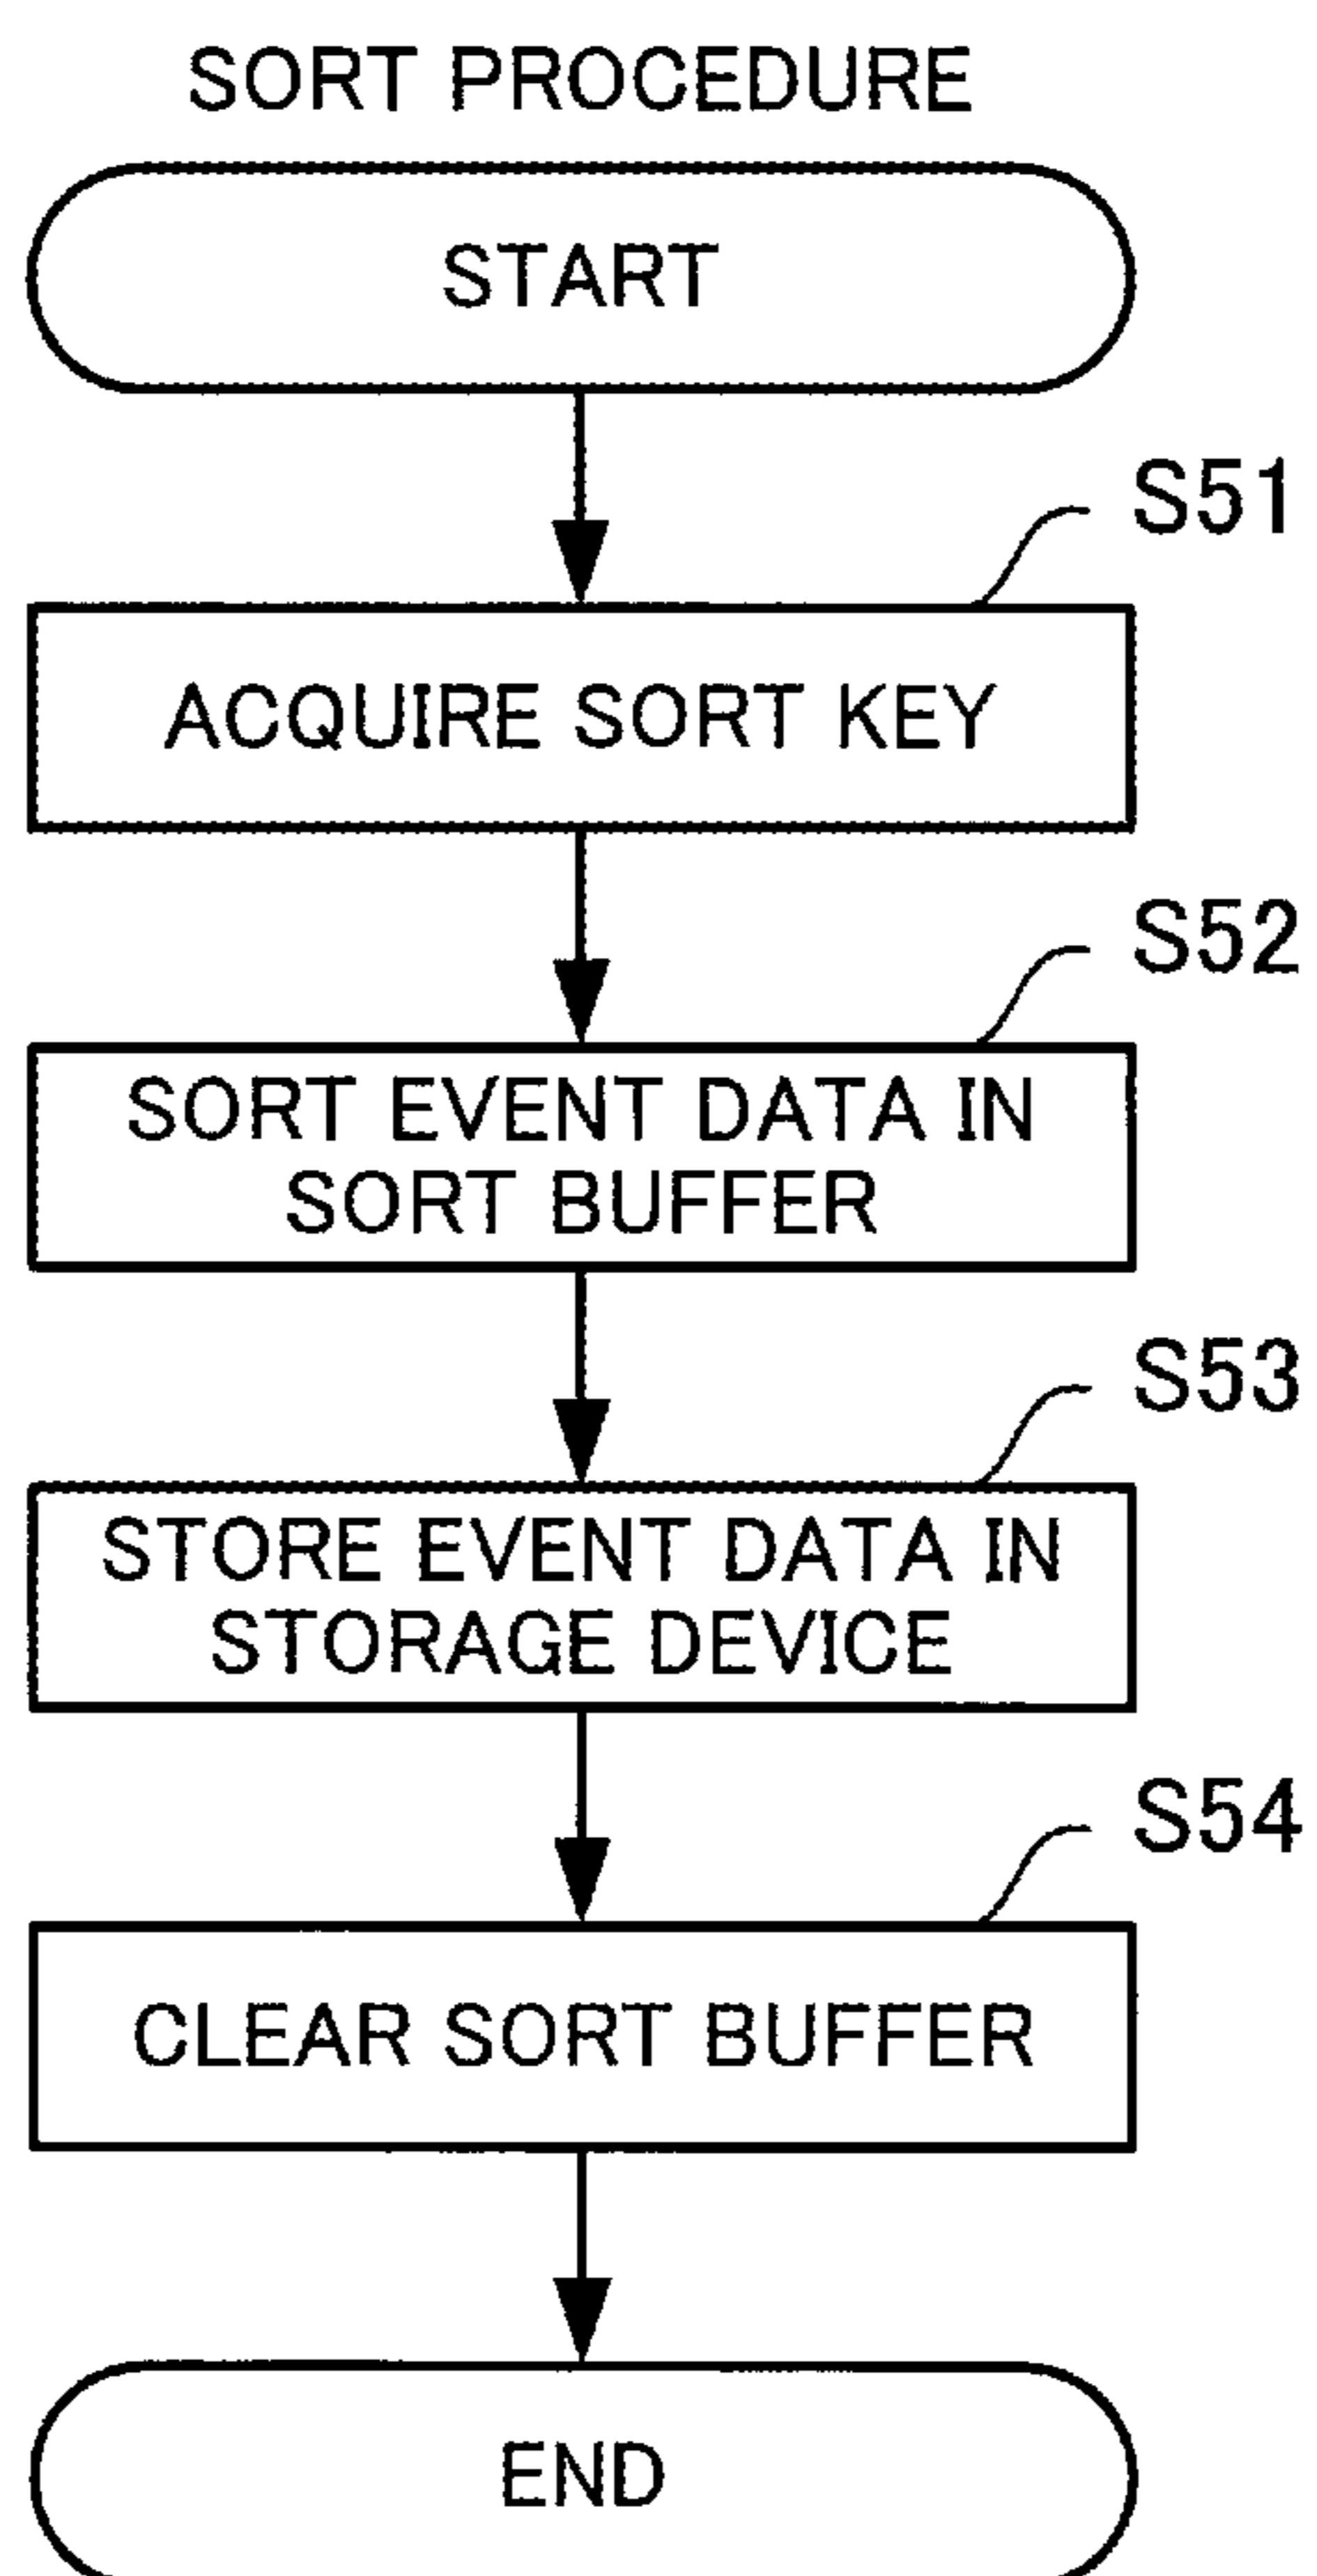 SORT PROCEDURE
START
S51
ACQUIRE SORT KEY
S52
SORT EVENT DATA IN
SORT BUFFER
S53
STORE EVENT DATA IN
STORAGE DEVICE
S54
CLEAR SORT BUFFER
END